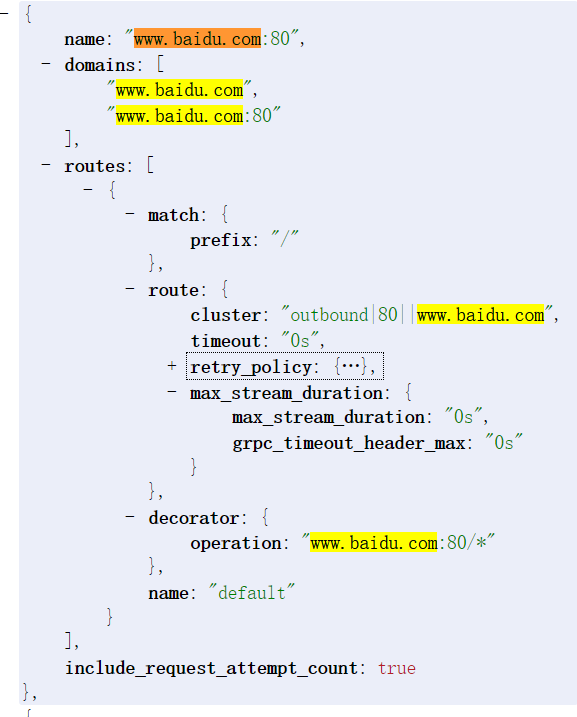 - {
name: "www.baidu.com:80",
- domains: [
"www.baidu.com",
"www.baidu.com:80"
],
- routes: [
- {
- match: {
prefix: "/"
},
- route: {
cluster: "outbound|80||www.baidu.com",
timeout: "0s",
+ retry_policy: {…},
- max_stream_duration: {
max_stream_duration: "0s",
grpc_timeout_header_max: "0s"
}
},
- decorator: {
operation: "www.baidu.com:80/*"
},
name: "default"
}
],
include_request_attempt_count: true
},